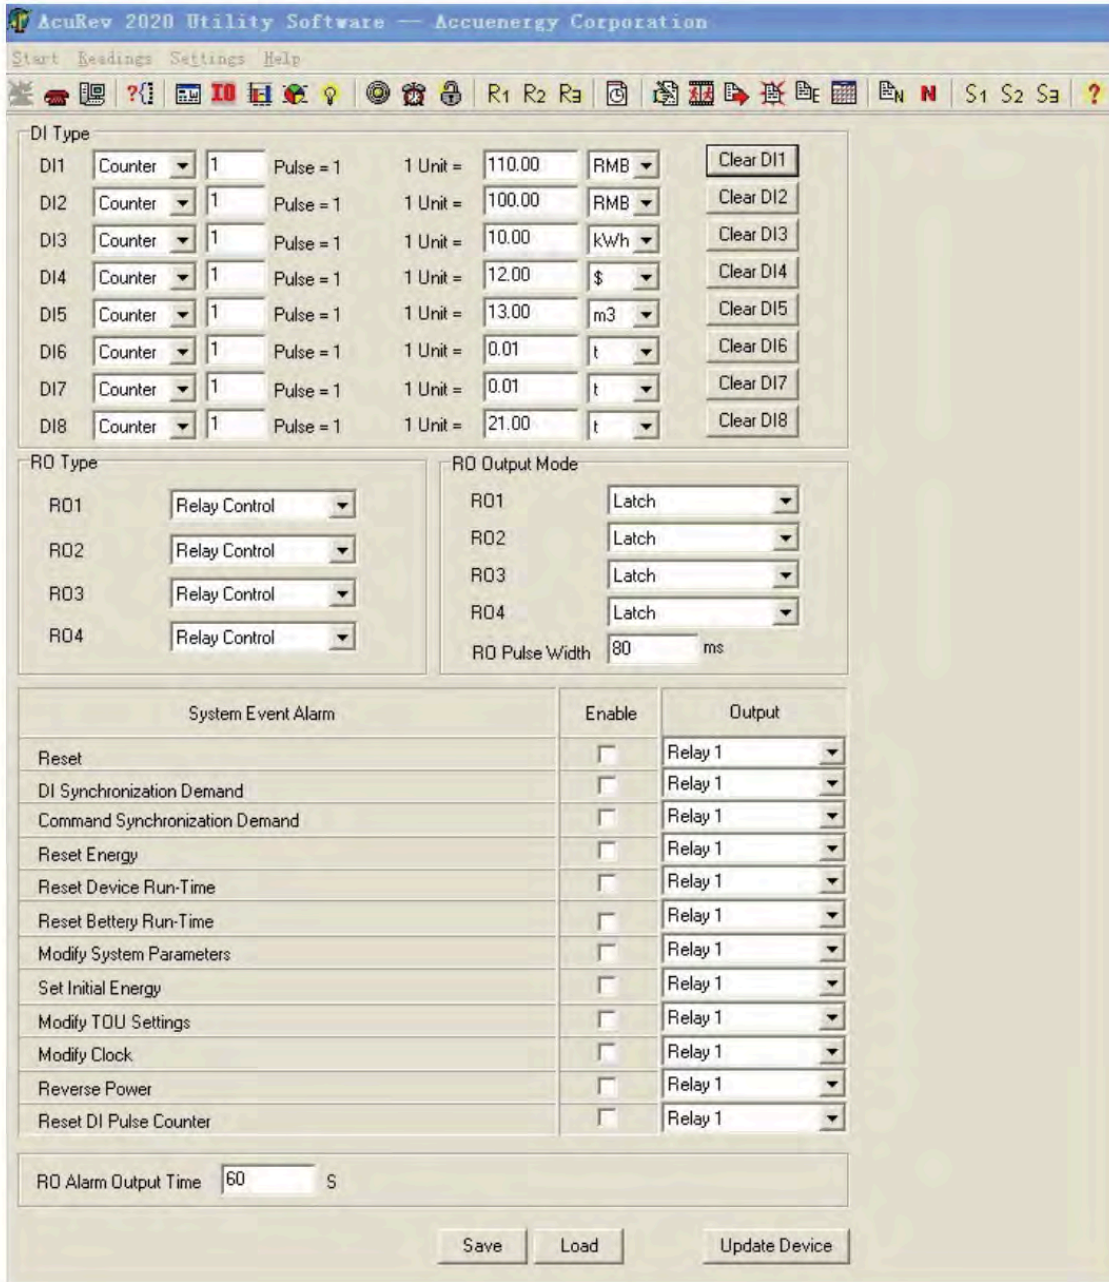 AcuRev 2020 Utility Software -- Accuenergy Corporation
Start Readings Settings Help
?{} IO R1 R2 R3 E N N S1 S2 S3 ?
DI Type
DI1 Counter 1 Pulse = 1 1 Unit = 110.00 RMB Clear DI1
DI2 Counter 1 Pulse = 1 1 Unit = 100.00 RMB Clear DI2
DI3 Counter 1 Pulse = 1 1 Unit = 10.00 kWh Clear DI3
DI4 Counter 1 Pulse = 1 1 Unit = 12.00 $ Clear DI4
DI5 Counter 1 Pulse = 1 1 Unit = 13.00 m3 Clear DI5
DI6 Counter 1 Pulse = 1 1 Unit = 0.01 t Clear DI6
DI7 Counter 1 Pulse = 1 1 Unit = 0.01 t Clear DI7
DI8 Counter 1 Pulse = 1 1 Unit = 21.00 t Clear DI8
RO Type
RO1 Relay Control
RO2 Relay Control
RO3 Relay Control
RO4 Relay Control
RO Output Mode
RO1 Latch
RO2 Latch
RO3 Latch
RO4 Latch
RO Pulse Width 80 ms
System Event Alarm Enable Output
Reset Relay 1
DI Synchronization Demand Relay 1
Command Synchronization Demand Relay 1
Reset Energy Relay 1
Reset Device Run-Time Relay 1
Reset Bettery Run-Time Relay 1
Modify System Parameters Relay 1
Set Initial Energy Relay 1
Modify TOU Settings Relay 1
Modify Clock Relay 1
Reverse Power Relay 1
Reset DI Pulse Counter Relay 1
RO Alarm Output Time 60 S
Save Load Update Device